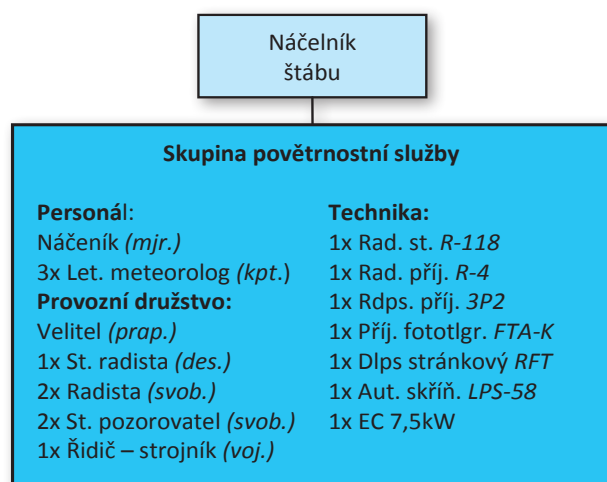 Náčelník
štábu
Skupina povětrnostní služby
Personál:
Náčeník (mjr.)
3x Let. meteorolog (kpt.)
Provozní družstvo:
Velitel (prap.)
1x St. radista (des.)
2x Radista (svob.)
2x St. pozorovatel (svob.)
1x Řidič – strojník (voj.)
Technika:
1x Rad. st. R-118
1x Rad. příj. R-4
1x Rdps. příj. 3P2
1x Příj. fototlgr. FTA-K
1x Dlps stránkový RFT
1x Aut. skříň. LPS-58
1x EC 7,5kW